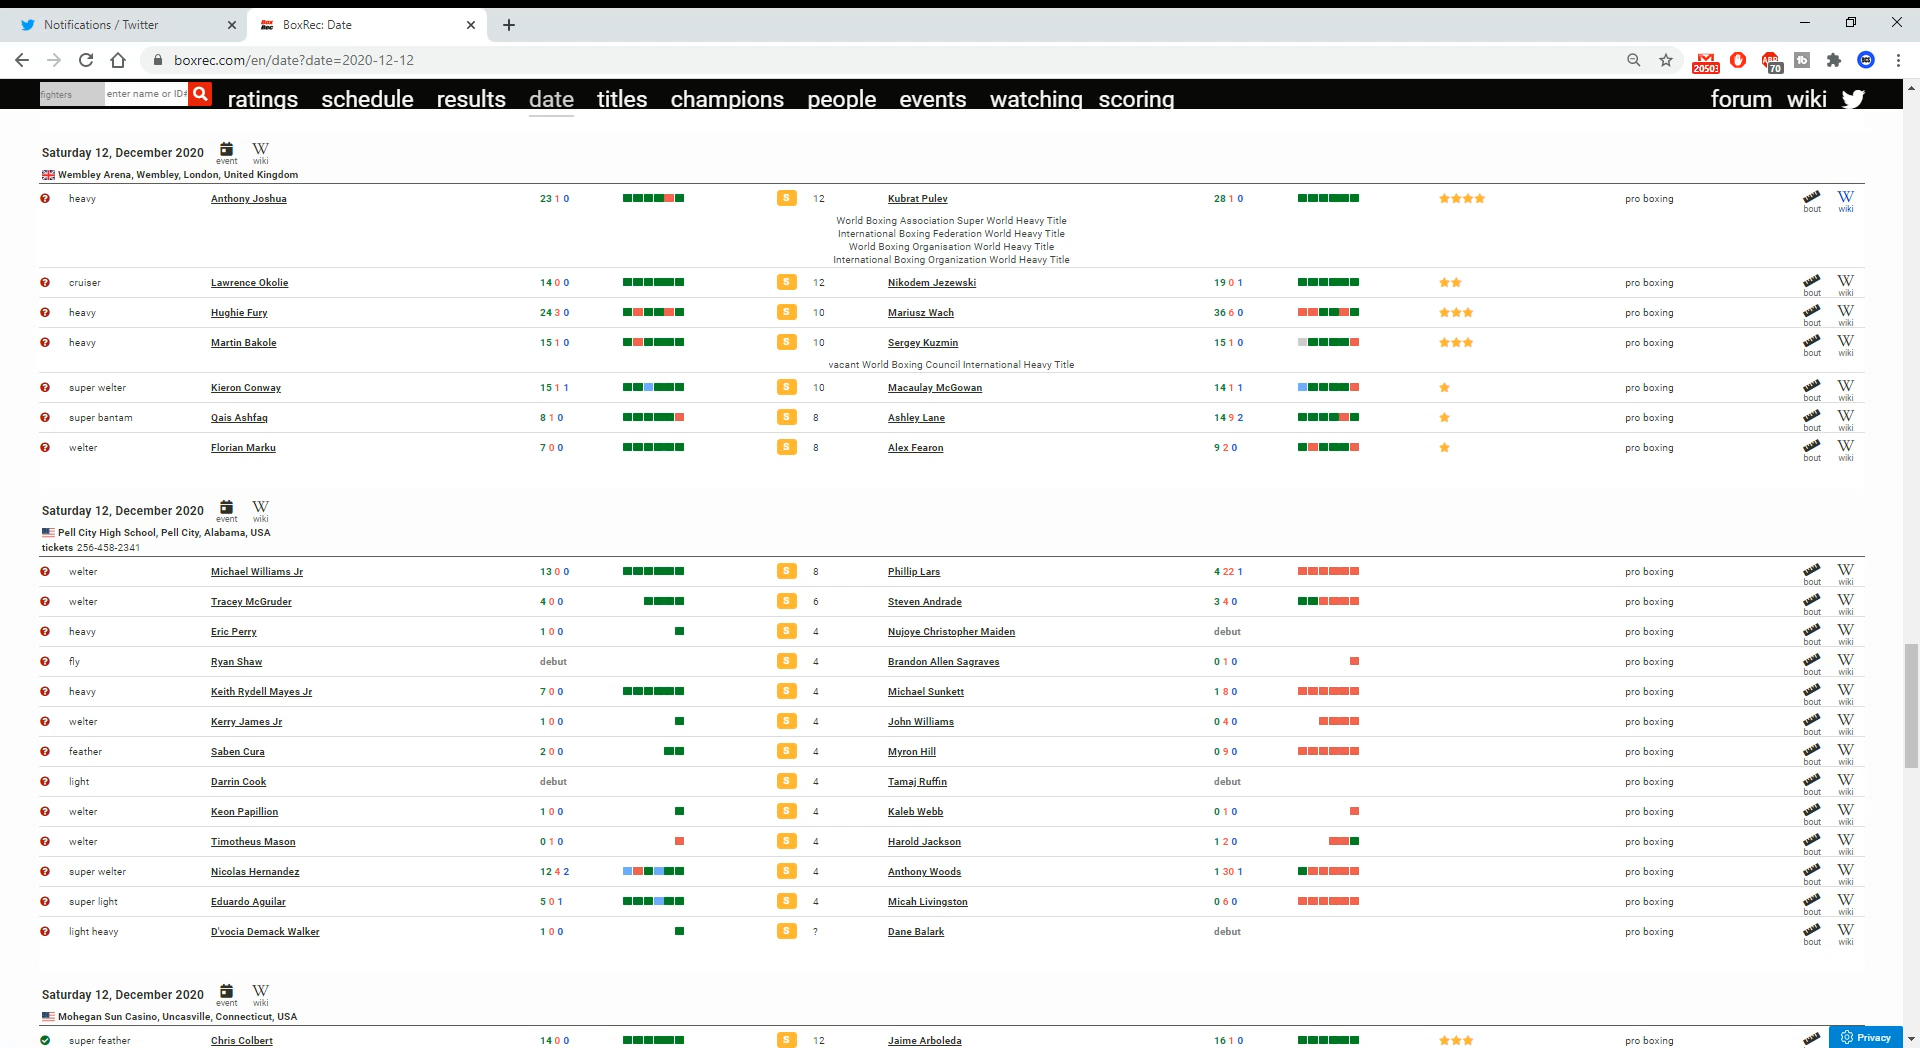 Notifications / Twitter
BoxRec: Date
boxrec.com/en/date?date=2020-12-12
20503
ABP
70
fighters enter name or ID# ratings schedule results date titles champions people events watching scoring forum wiki
Saturday 12, December 2020 event wiki
Wembley Arena, Wembley, London, United Kingdom
heavy Anthony Joshua 23 1 0 S 12 Kubrat Pulev 28 1 0 pro boxing bout wiki
World Boxing Association Super World Heavy Title
International Boxing Federation World Heavy Title
World Boxing Organisation World Heavy Title
International Boxing Organization World Heavy Title
cruiser Lawrence Okolie 14 0 0 S 12 Nikodem Jezewski 19 0 1 pro boxing bout wiki
heavy Hughie Fury 24 3 0 S 10 Mariusz Wach 36 6 0 pro boxing bout wiki
heavy Martin Bakole 15 1 0 S 10 Sergey Kuzmin 15 1 0 pro boxing bout wiki
vacant World Boxing Council International Heavy Title
super welter Kieron Conway 15 1 1 S 10 Macaulay McGowan 14 1 1 pro boxing bout wiki
super bantam Qais Ashfaq 8 1 0 S 8 Ashley Lane 14 9 2 pro boxing bout wiki
welter Florian Marku 7 0 0 S 8 Alex Fearon 9 2 0 pro boxing bout wiki
Saturday 12, December 2020 event wiki
Pell City High School, Pell City, Alabama, USA
tickets 256-458-2341
welter Michael Williams Jr 13 0 0 S 8 Phillip Lars 4 22 1 pro boxing bout wiki
welter Tracey McGruder 4 0 0 S 6 Steven Andrade 3 4 0 pro boxing bout wiki
heavy Eric Perry 1 0 0 S 4 Nujoye Christopher Maiden debut pro boxing bout wiki
fly Ryan Shaw debut S 4 Brandon Allen Sagraves 0 1 0 pro boxing bout wiki
heavy Keith Rydell Mayes Jr 7 0 0 S 4 Michael Sunkett 1 8 0 pro boxing bout wiki
welter Kerry James Jr 1 0 0 S 4 John Williams 0 4 0 pro boxing bout wiki
feather Saben Cura 2 0 0 S 4 Myron Hill 0 9 0 pro boxing bout wiki
light Darrin Cook debut S 4 Tamaj Ruffin debut pro boxing bout wiki
welter Keon Papillion 1 0 0 S 4 Kaleb Webb 0 1 0 pro boxing bout wiki
welter Timotheus Mason 0 1 0 S 4 Harold Jackson 1 2 0 pro boxing bout wiki
super welter Nicolas Hernandez 12 4 2 S 4 Anthony Woods 1 30 1 pro boxing bout wiki
super light Eduardo Aguilar 5 0 1 S 4 Micah Livingston 0 6 0 pro boxing bout wiki
light heavy D'vocia Demack Walker 1 0 0 S ? Dane Balark debut pro boxing bout wiki
Saturday 12, December 2020 event wiki
Mohegan Sun Casino, Uncasville, Connecticut, USA
super feather Chris Colbert 14 0 0 S 12 Jaime Arboleda 16 1 0 pro boxing
Privacy